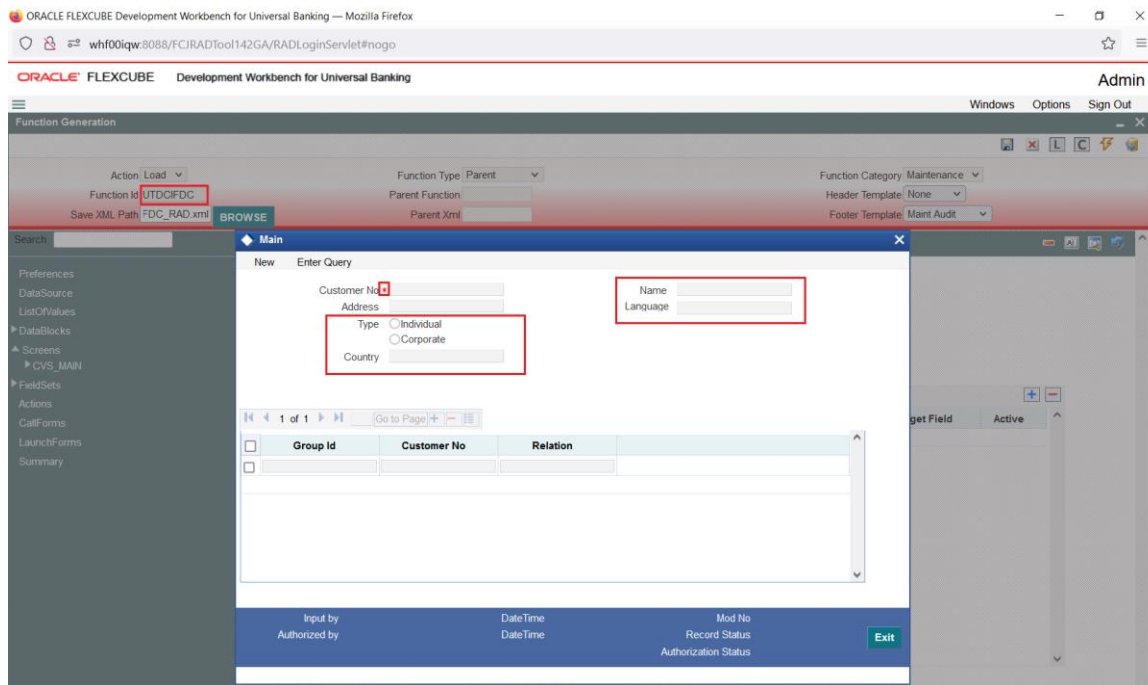 ORACLE FLEXCUBE Development Workbench for Universal Banking — Mozilla Firefox
whf00iqw:8088/FCJRADTool142GA/RADLoginServlet#nogo
ORACLE' FLEXCUBE Development Workbench for Universal Banking Admin
Windows Options Sign Out
Function Generation
L C
Action Load Function Type Parent Function Category Maintenance
Function Id UTDCIFDC Parent Function Header Template None
Save XML Path FDC_RAD.xml BROWSE Parent Xml Footer Template Maint Audit
Search
Preferences
DataSource
ListOfValues
DataBlocks
Screens
CVS_MAIN
FieldSets
Actions
CallForms
LaunchForms
Summary
Main
New Enter Query
Customer No * Name
Address Language
Type Individual
Corporate
Country
1 of 1 Go to Page
Group Id Customer No Relation
get Field Active
Input by DateTime Mod No
Authorized by DateTime Record Status
Authorization Status
Exit